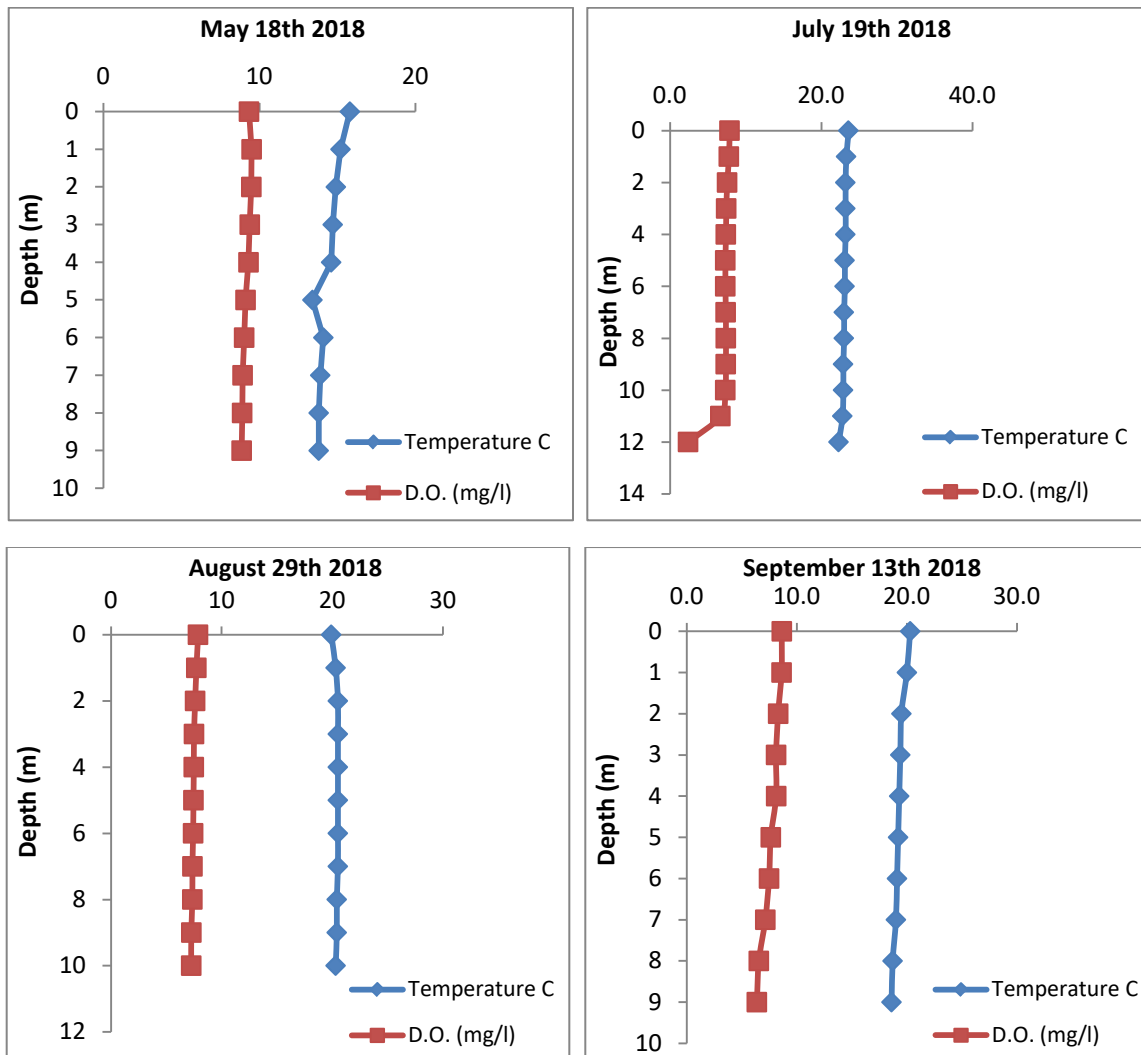 May 18th 2018
0 10 20
0
1
2
3
4
5
6
7
8
9
10
Depth (m)
Temperature C
D.O. (mg/l)
July 19th 2018
0.0 20.0 40.0
0
2
4
6
8
10
12
14
Depth (m)
Temperature C
D.O. (mg/l)
August 29th 2018
0 10 20 30
0
2
4
6
8
10
12
Depth (m)
Temperature C
D.O. (mg/l)
September 13th 2018
0.0 10.0 20.0 30.0
0
1
2
3
4
5
6
7
8
9
10
Depth (m)
Temperature C
D.O. (mg/l)